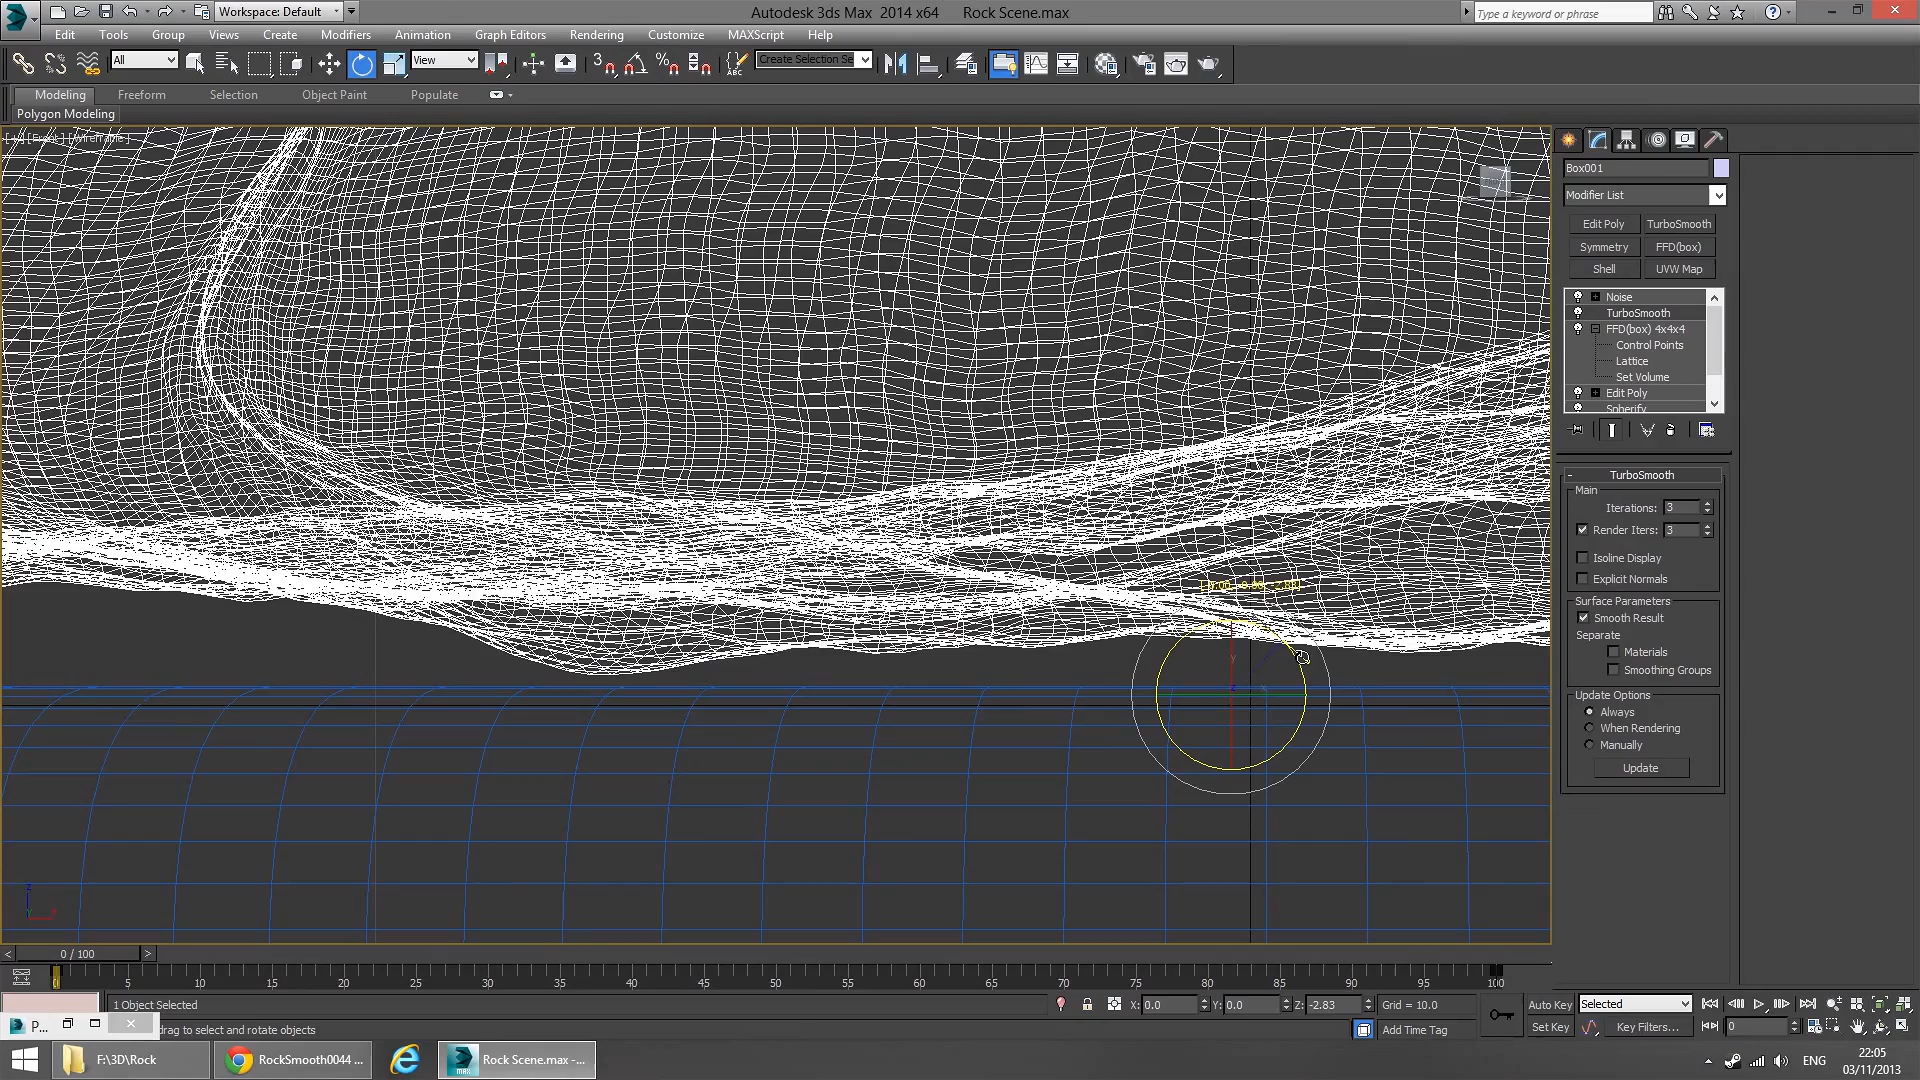 Workspace: Default
Autodesk 3ds Max 2014 x64 Rock Scene.max
Type a keyword or phrase
Edit Tools Group Views Create Modifiers Animation Graph Editors Rendering Customize MAXScript Help
All
View
3
Create Selection Se
Modeling Freeform Selection Object Paint Populate
Polygon Modeling
[+] [Front] [Wireframe]
Box001
Modifier List
Edit Poly TurboSmooth
Symmetry FFD(box)
Shell UVW Map
Noise
TurboSmooth
FFD(box) 4x4x4
Control Points
Lattice
Set Volume
Edit Poly
Spherify
TurboSmooth
Main
Iterations: 3
Render Iters: 3
Isoline Display
Explicit Normals
Surface Parameters
Smooth Result
Separate
Materials
Smoothing Groups
Update Options
Always
When Rendering
Manually
Update
0 / 100
0 5 10 15 20 25 30 35 40 45 50 55 60 65 70 75 80 85 90 95 100
1 Object Selected
X: 0.0 Y: 0.0 Z: -2.83 Grid = 10.0
Auto Key Selected
P...
drag to select and rotate objects
Add Time Tag
Set Key Key Filters... 0
F:\3D\Rock
RockSmooth0044 ...
Rock Scene.max -...
ENG
22:05
03/11/2013